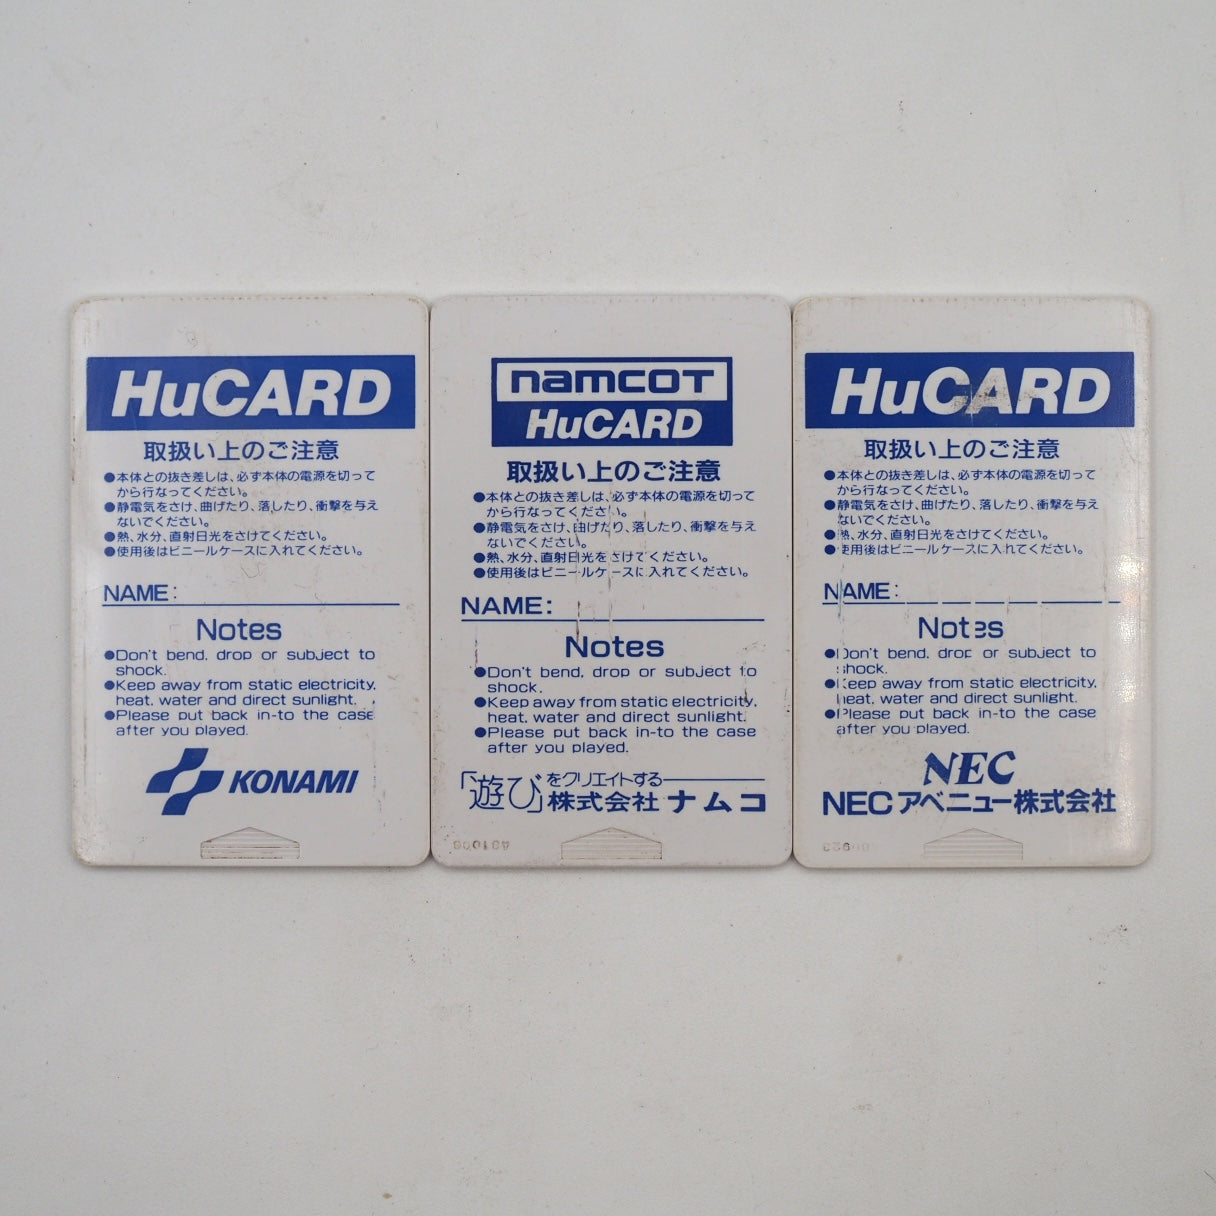 HuCARD
取扱い上のご注意
●本体との抜き差しは、必ず本体の電源を切って
から行なってください。
●静電気をさけ、曲げたり、落したり、衝撃を与え
ないでください。
●熱、水分、直射日光をさけてください。
●使用後はビニールケースに入れてください。
NAME:
Notes
●Don't bend, drop or subject to
shock.
●Keep away from static electricity,
heat, water and direct sunlight.
●Please put back in-to the case
after you played.
KONAMI
namcot
HuCARD
取扱い上のご注意
●本体との抜き差しは、必ず本体の電源を切って
から行なってください。
●静電気をさけ、曲げたり、落したり、衝撃を与え
ないでください。
●熱、水分、直射日光をさけてください。
●使用後はビニールケースに入れてください。
NAME:
Notes
●Don't bend, drop or subject to
shock.
●Keep away from static electricity,
heat, water and direct sunlight.
●Please put back in-to the case
after you played.
「遊び」をクリエイトする
株式会社ナムコ
HuCARD
取扱い上のご注意
●本体との抜き差しは、必ず本体の電源を切って
から行なってください。
●静電気をさけ、曲げたり、落したり、衝撃を与え
ないでください。
●熱、水分、直射日光をさけてください。
●使用後はビニールケースに入れてください。
NAME:
Notes
●Don't bend, drop or subject to
shock.
●Keep away from static electricity,
heat, water and direct sunlight.
●Please put back in-to the case
after you played.
NEC
NECアベニュー株式会社